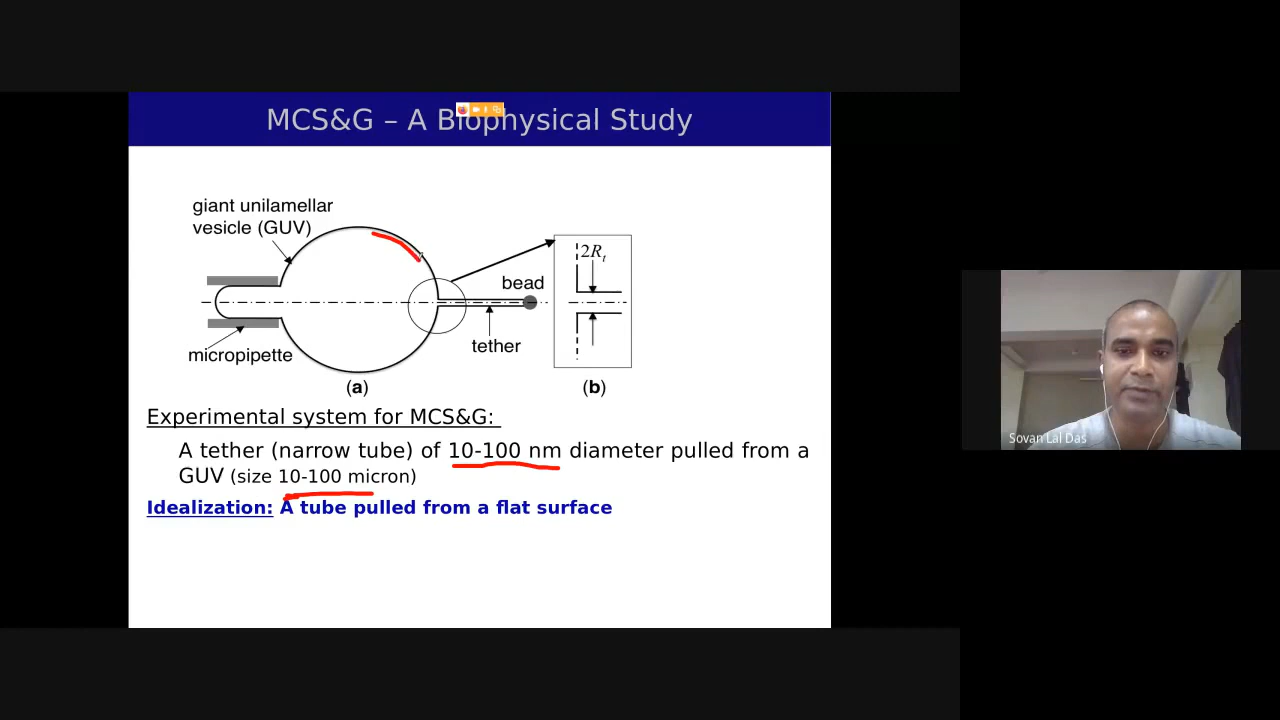 MCS&G – A Biophysical Study
giant unilamellar
vesicle (GUV)
2Rt
bead
tether
micropipette
(a)
(b)
Experimental system for MCS&G:
A tether (narrow tube) of 10-100 nm diameter pulled from a
GUV (size 10-100 micron)
Idealization: A tube pulled from a flat surface
Sovan Lal Das